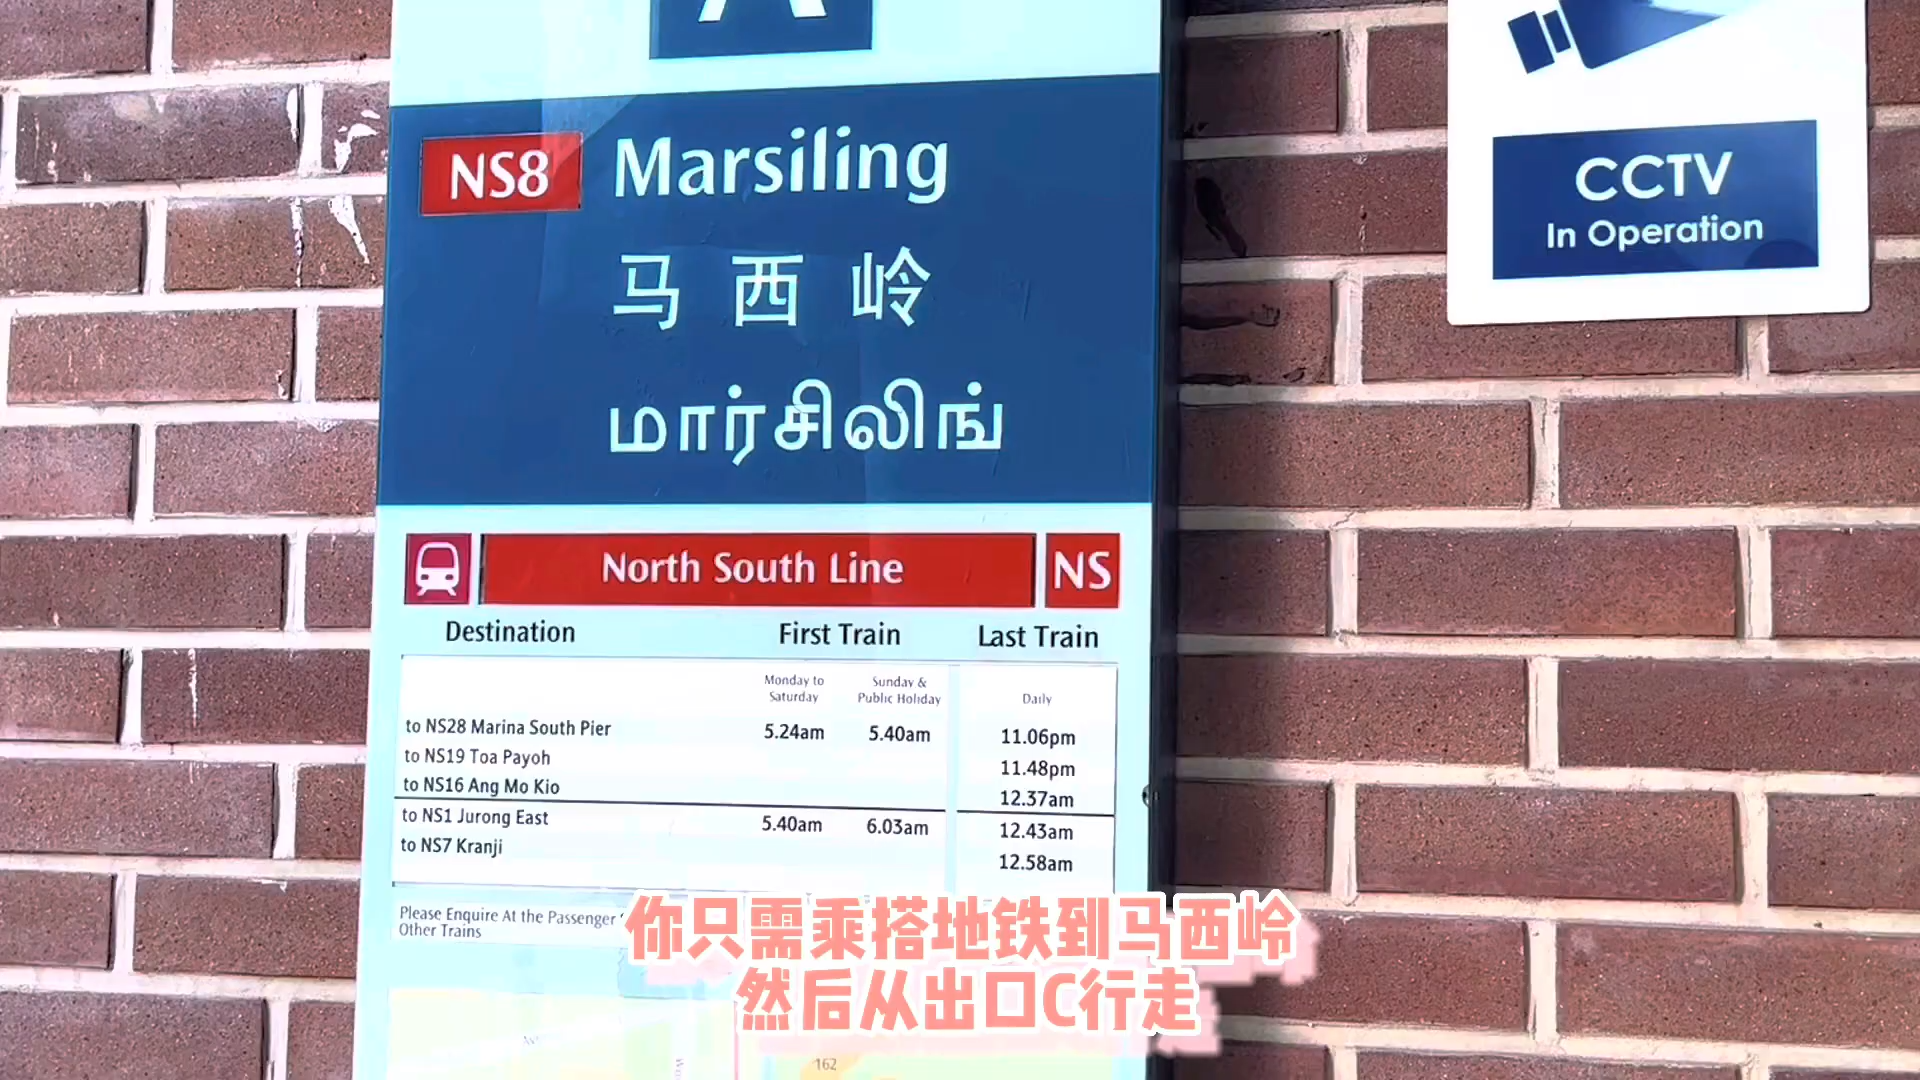 A
NS8 Marsiling
马西岭
மார்சிலிங்
CCTV
In Operation
North South Line NS
Destination First Train Last Train
Monday to Saturday Sunday & Public Holiday Daily
to NS28 Marina South Pier 5.24am 5.40am 11.06pm
to NS19 Toa Payoh 11.48pm
to NS16 Ang Mo Kio 12.37am
to NS1 Jurong East 5.40am 6.03am 12.43am
to NS7 Kranji 12.58am
Please Enquire At the Passenger
Other Trains
你只需乘搭地铁到马西岭
然后从出口C行走
162